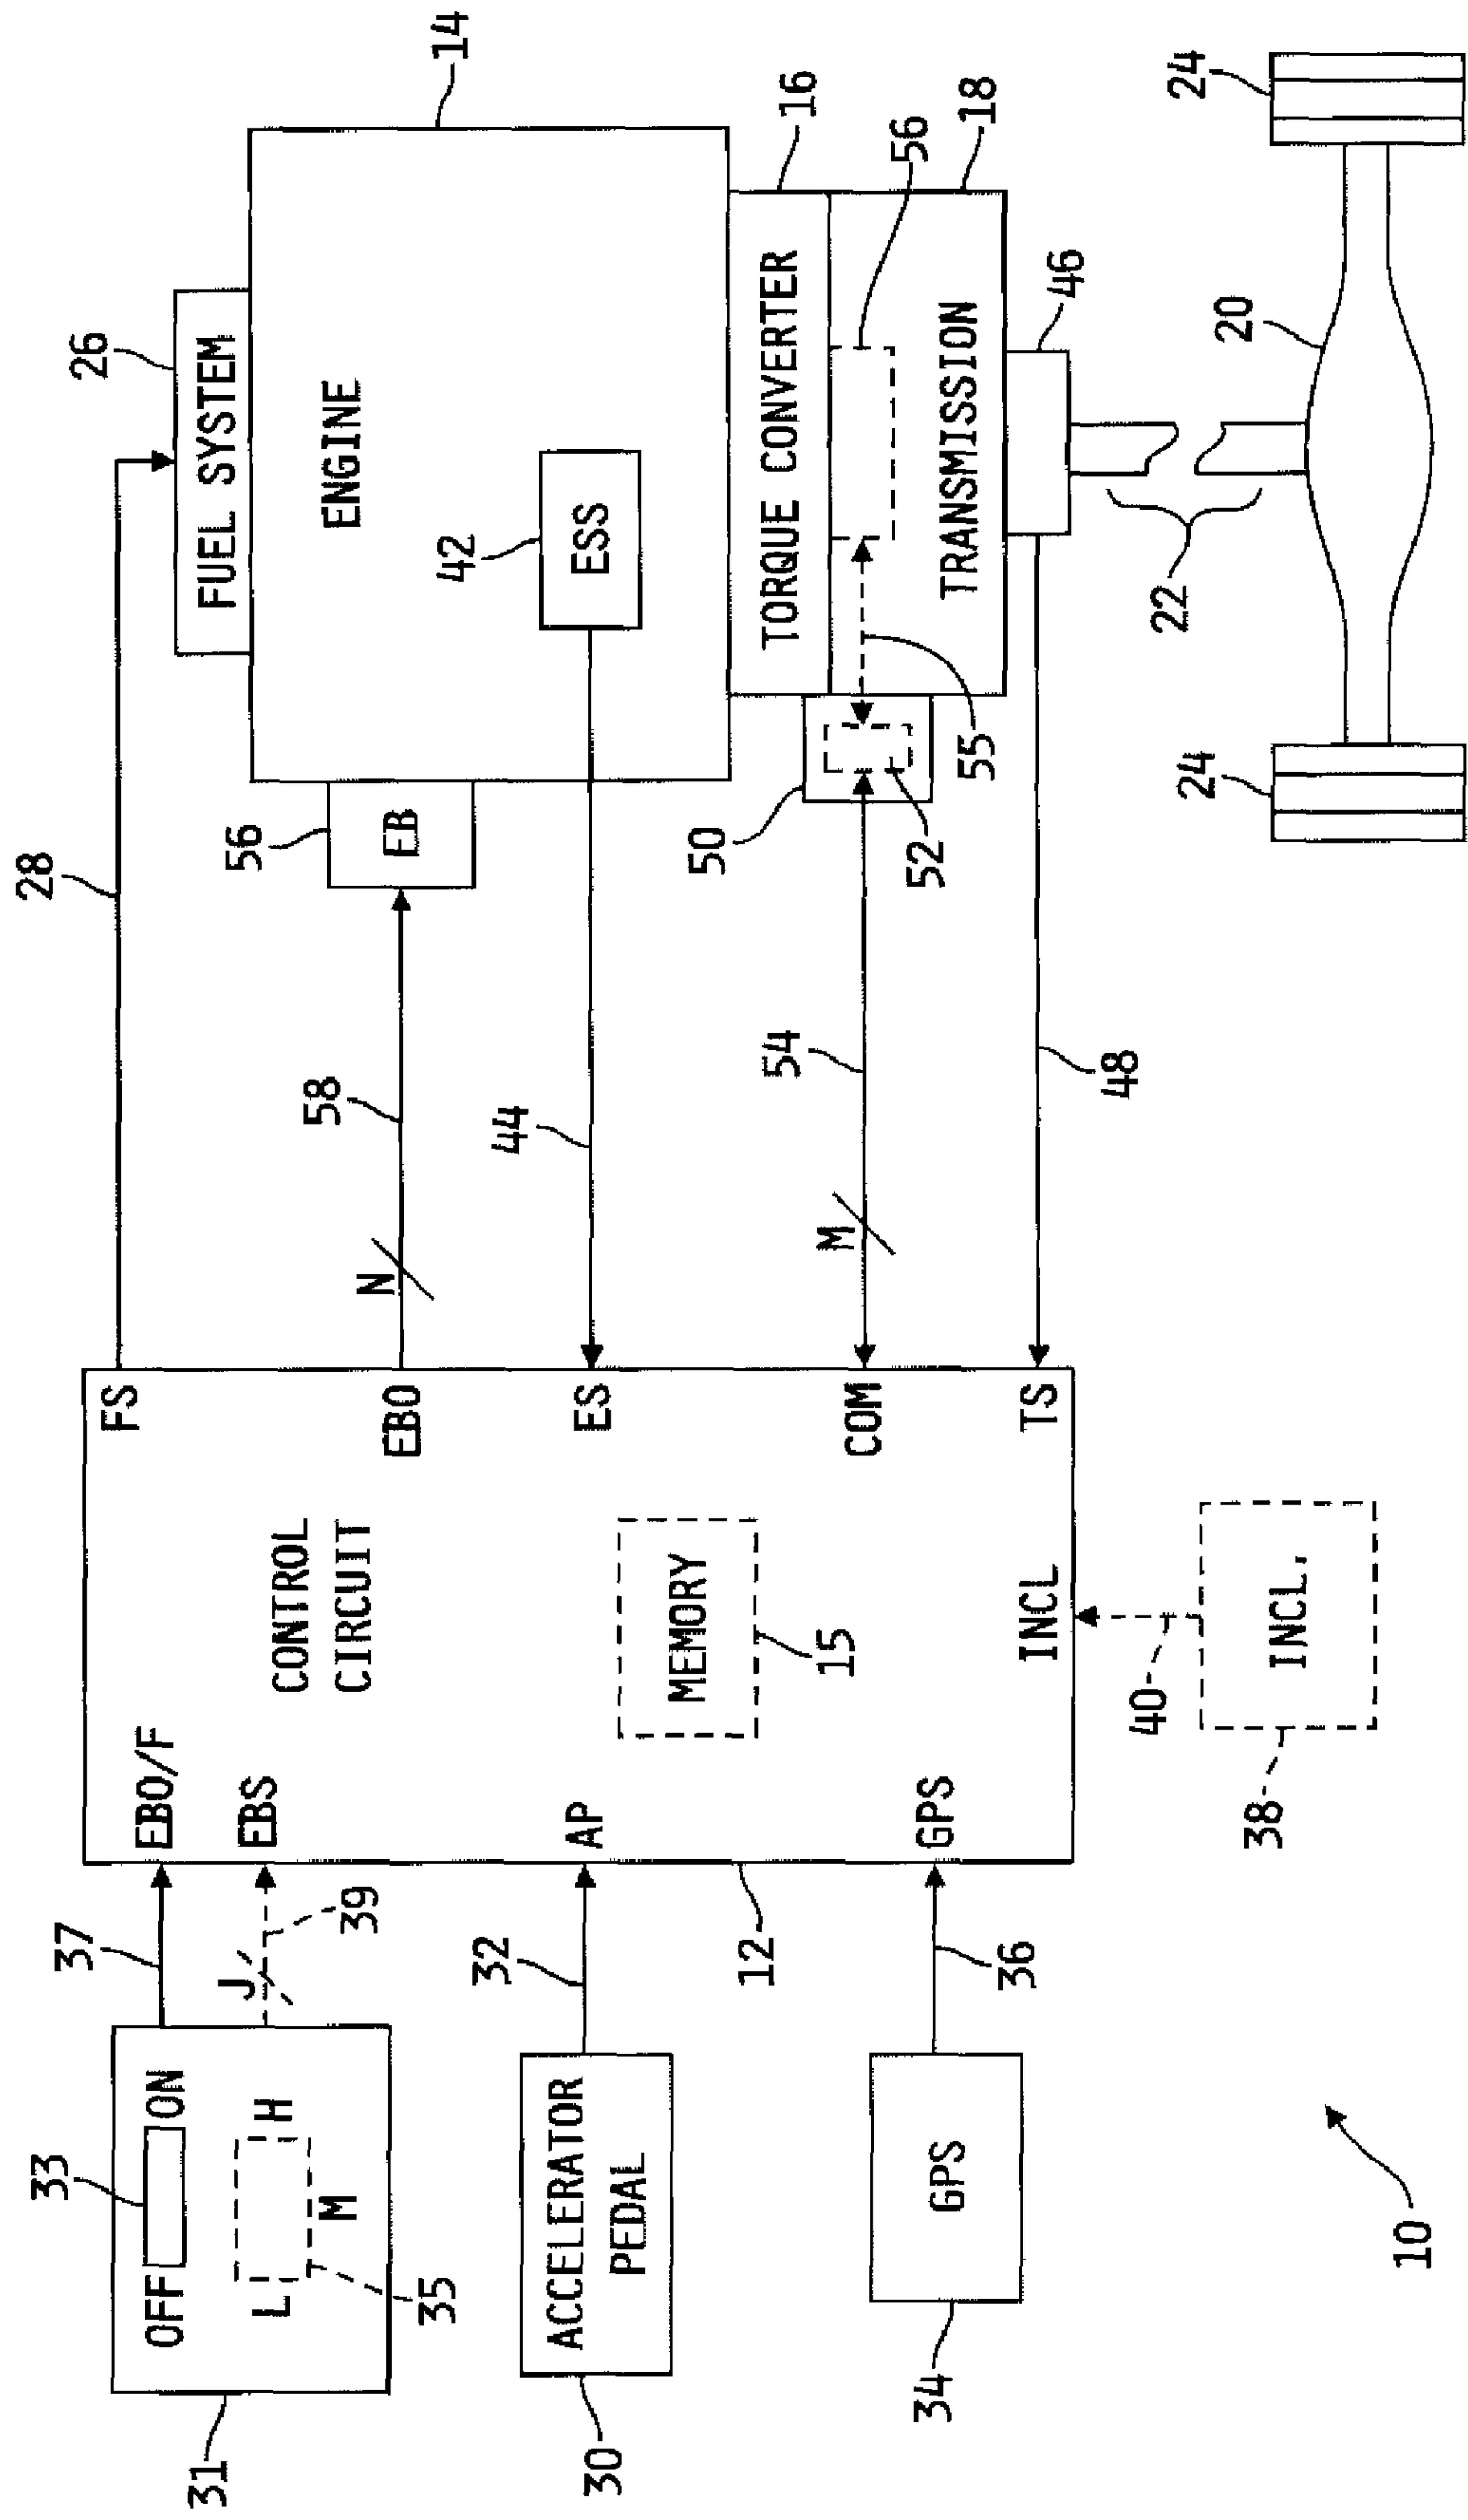 28
26
FUEL SYSTEM
14
ENGINE
42
ESS
56
EB
58
N
44
TORQUE CONVERTER
16
56
18
TRANSMISSION
46
50
52
55
54
M
48
22
20
24
24
FS
EBO
ES
COM
TS
CONTROL
CIRCUIT
MEMORY
15
EBO/F
EBS
AP
GPS
INCL
12
40
INCL.
38
37
39
J
33
OFF
ON
L
H
M
35
31
32
ACCELERATOR
PEDAL
30
36
GPS
34
10